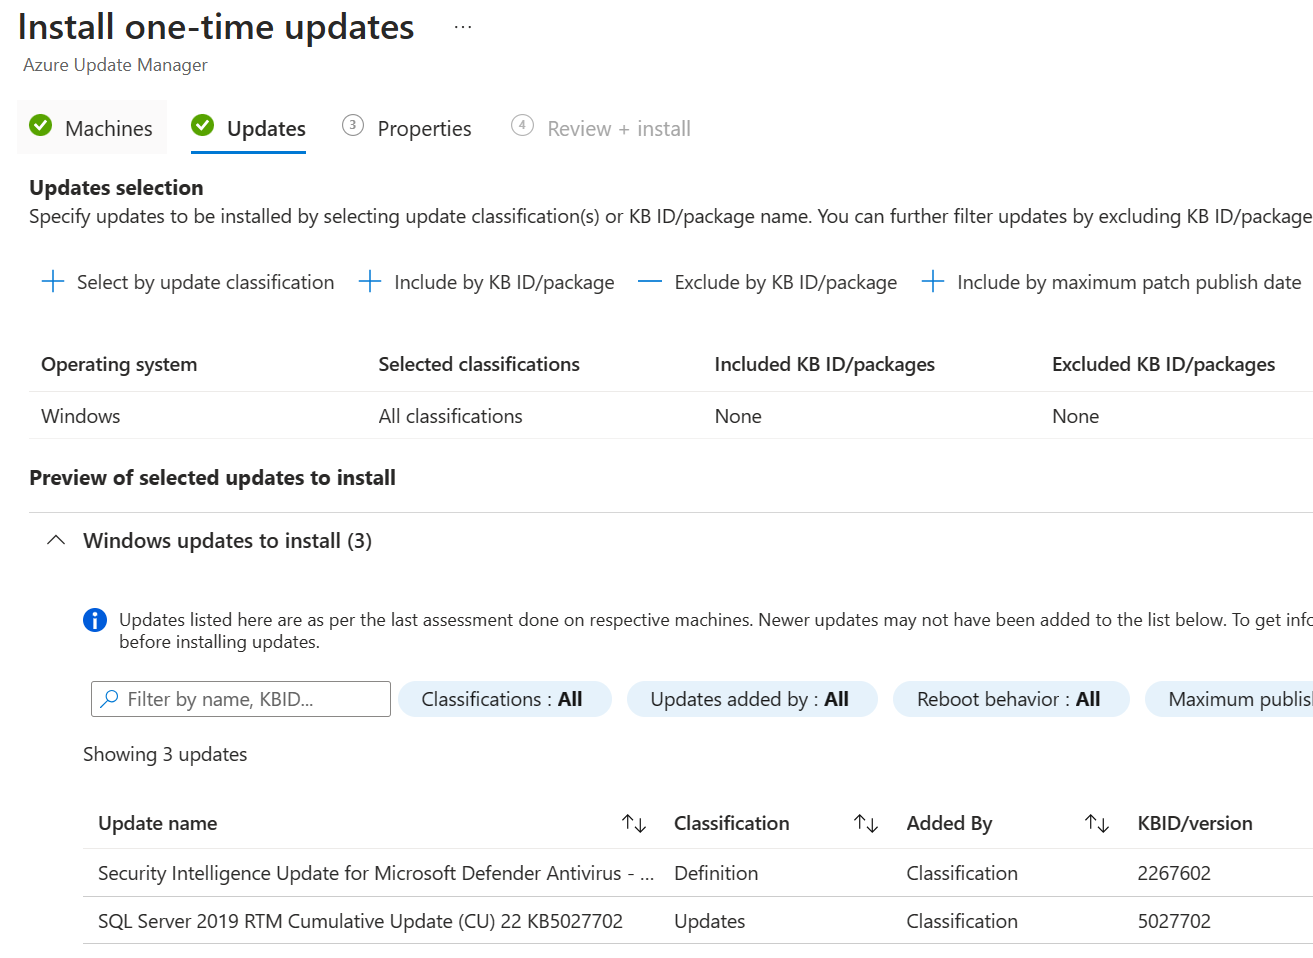 Install one-time updates ...
Azure Update Manager
Machines Updates 3 Properties 4 Review + install
Updates selection
Specify updates to be installed by selecting update classification(s) or KB ID/package name. You can further filter updates by excluding KB ID/package
Select by update classification Include by KB ID/package Exclude by KB ID/package Include by maximum patch publish date
Operating system Selected classifications Included KB ID/packages Excluded KB ID/packages
Windows All classifications None None
Preview of selected updates to install
Windows updates to install (3)
Updates listed here are as per the last assessment done on respective machines. Newer updates may not have been added to the list below. To get info
before installing updates.
Filter by name, KBID... Classifications : All Updates added by : All Reboot behavior : All Maximum publis
Showing 3 updates
Update name Classification Added By KBID/version
Security Intelligence Update for Microsoft Defender Antivirus - ... Definition Classification 2267602
SQL Server 2019 RTM Cumulative Update (CU) 22 KB5027702 Updates Classification 5027702